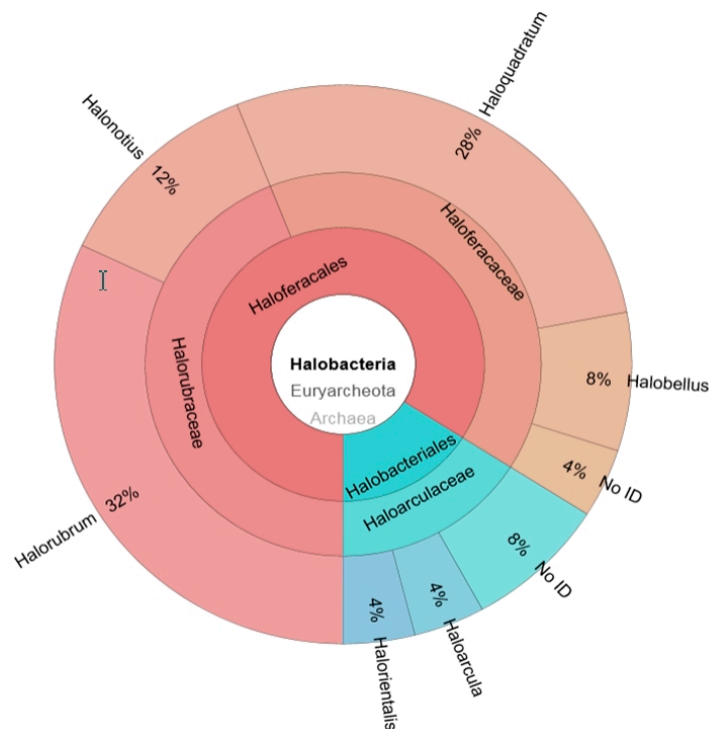 Haloquadratum
28%
Halonotius
12%
Haloferacaceae
Haloferacales
Halorubraceae
Halobacteria
Euryarcheota
Archaea
8%
Halobellus
4%
No ID
Halobacteriales
Haloarculaceae
Halorubrum
32%
8%
No ID
4%
Haloarcula
4%
Halorientalis